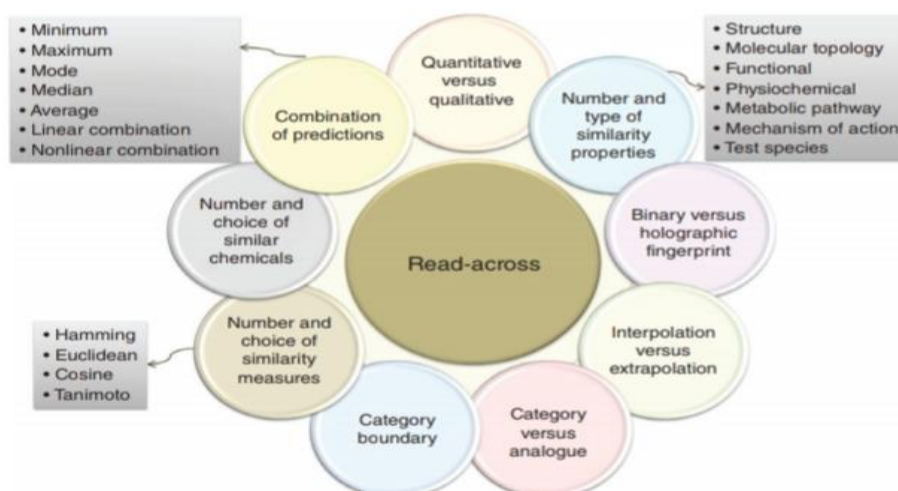 • Minimum
• Maximum
• Mode
• Median
• Average
• Linear combination
• Nonlinear combination
Quantitative
versus
qualitative
• Structure
• Molecular topology
• Functional
• Physiochemical
• Metabolic pathway
• Mechanism of action
• Test species
Combination
of predictions
Number and
type of
similarity
properties
Number and
choice of
similar
chemicals
Read-across
Binary versus
holographic
fingerprint
• Hamming
• Euclidean
• Cosine
• Tanimoto
Number and
choice of
similarity
measures
Interpolation
versus
extrapolation
Category
boundary
Category
versus
analogue